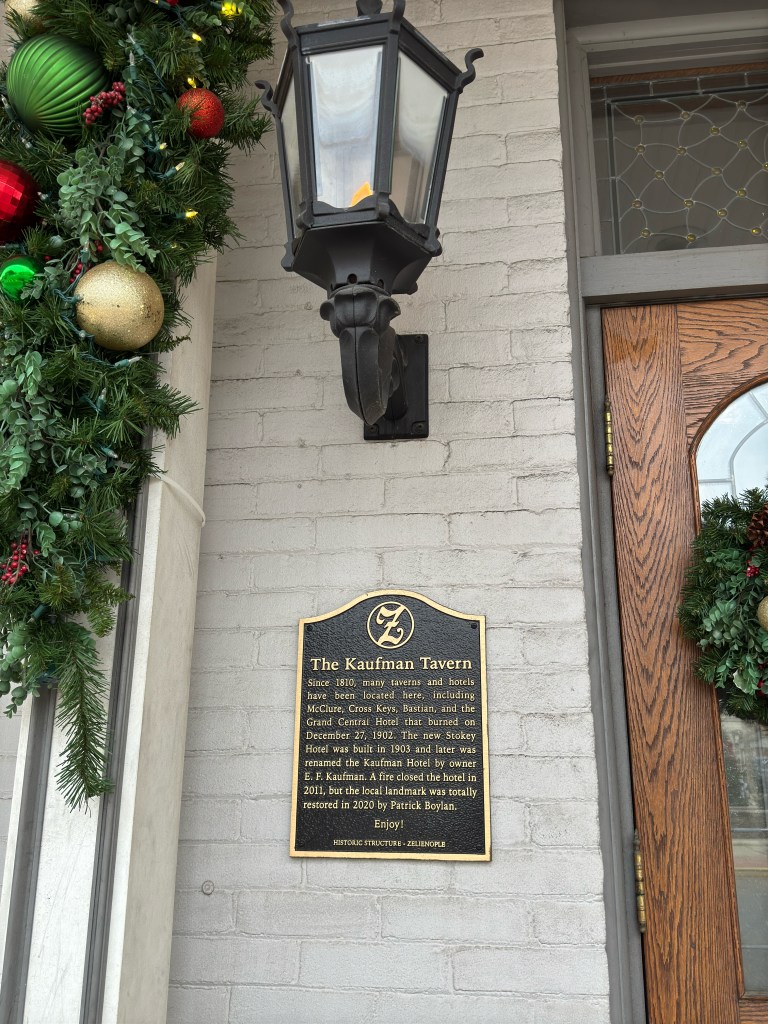 Z
The Kaufman Tavern
Since 1810, many taverns and hotels
have been located here, including
McClure, Cross Keys, Bastian, and the
Grand Central Hotel that burned on
December 27, 1902. The new Stokey
Hotel was built in 1903 and later was
renamed the Kaufman Hotel by owner
E. F. Kaufman. A fire closed the hotel in
2011, but the local landmark was totally
restored in 2020 by Patrick Boylan.
Enjoy!
HISTORIC STRUCTURE - ZELIENOPLE